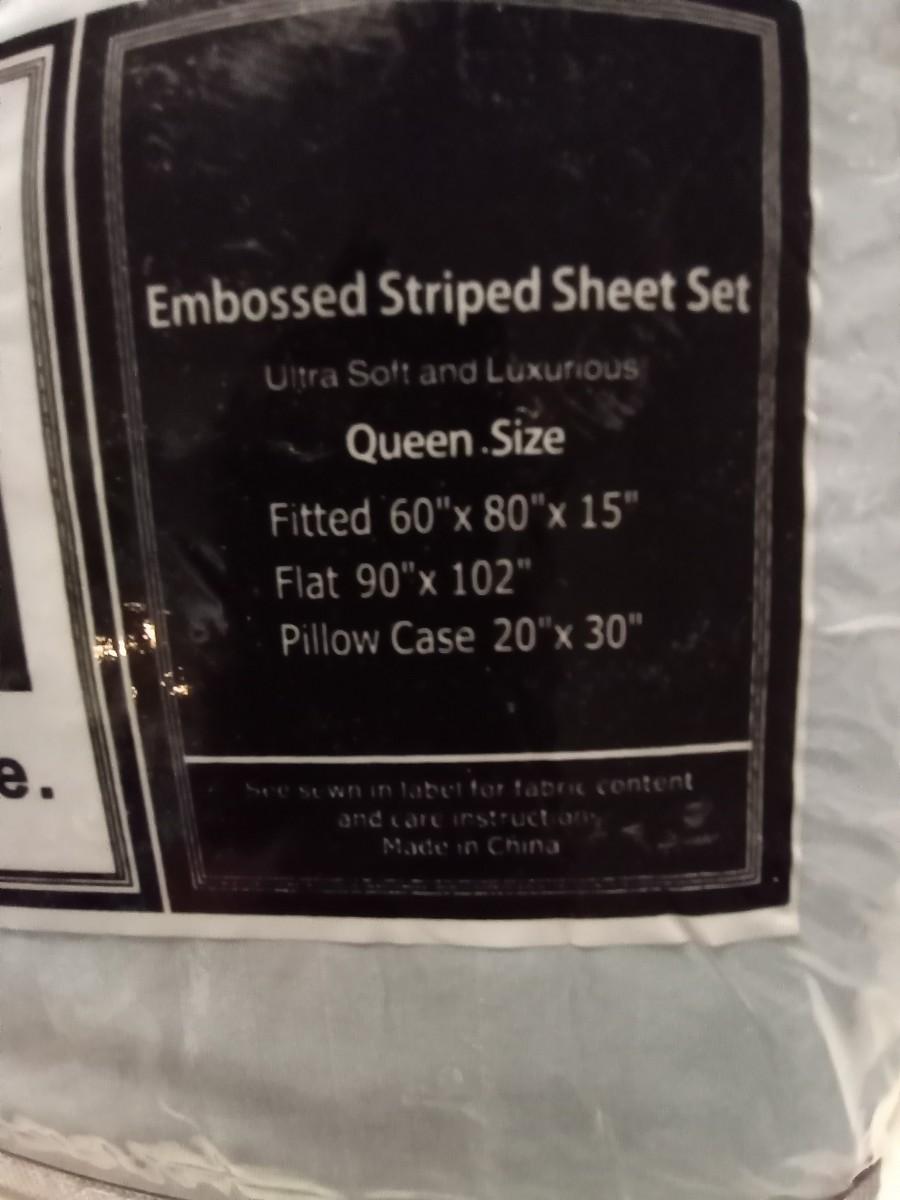 Embossed Striped Sheet Set
Ultra Soft and Luxurious
Queen Size
Fitted 60"x 80"x 15"
Flat 90"x 102"
Pillow Case 20"x 30"
e.
See sewn in label for fabric content
and care instructions
Made in China